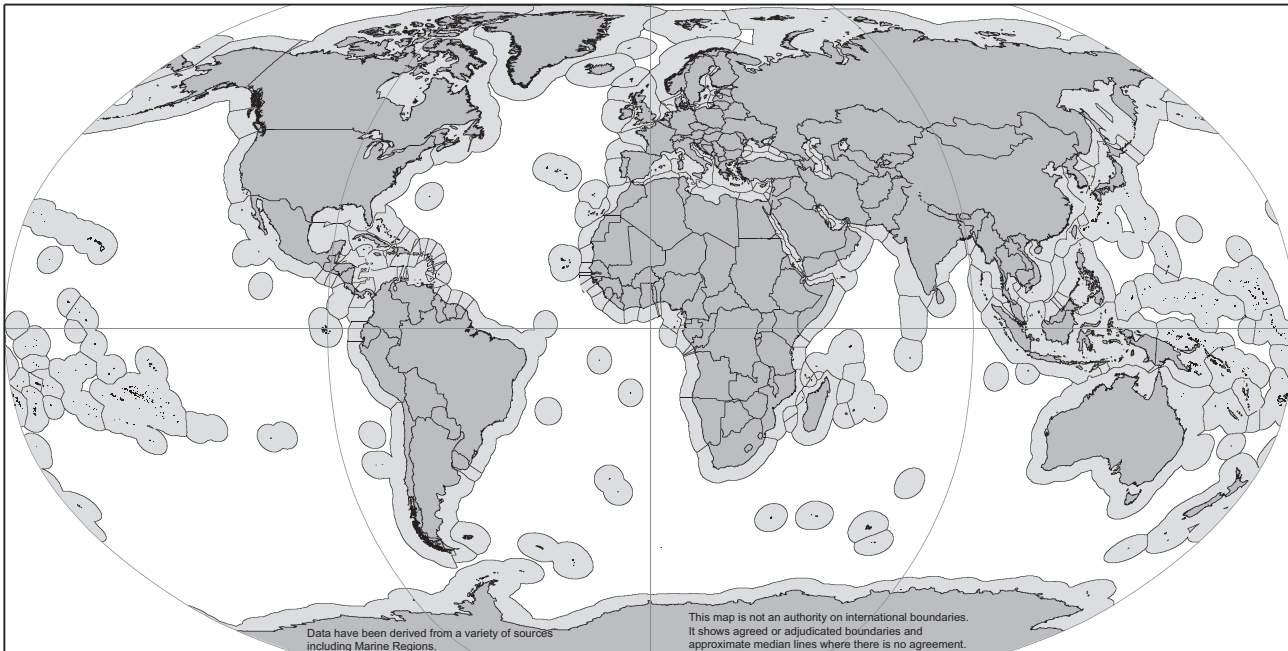 Data have been derived from a variety of sources
including Marine Regions.
This map is not an authority on international boundaries.
It shows agreed or adjudicated boundaries and
approximate median lines where there is no agreement.